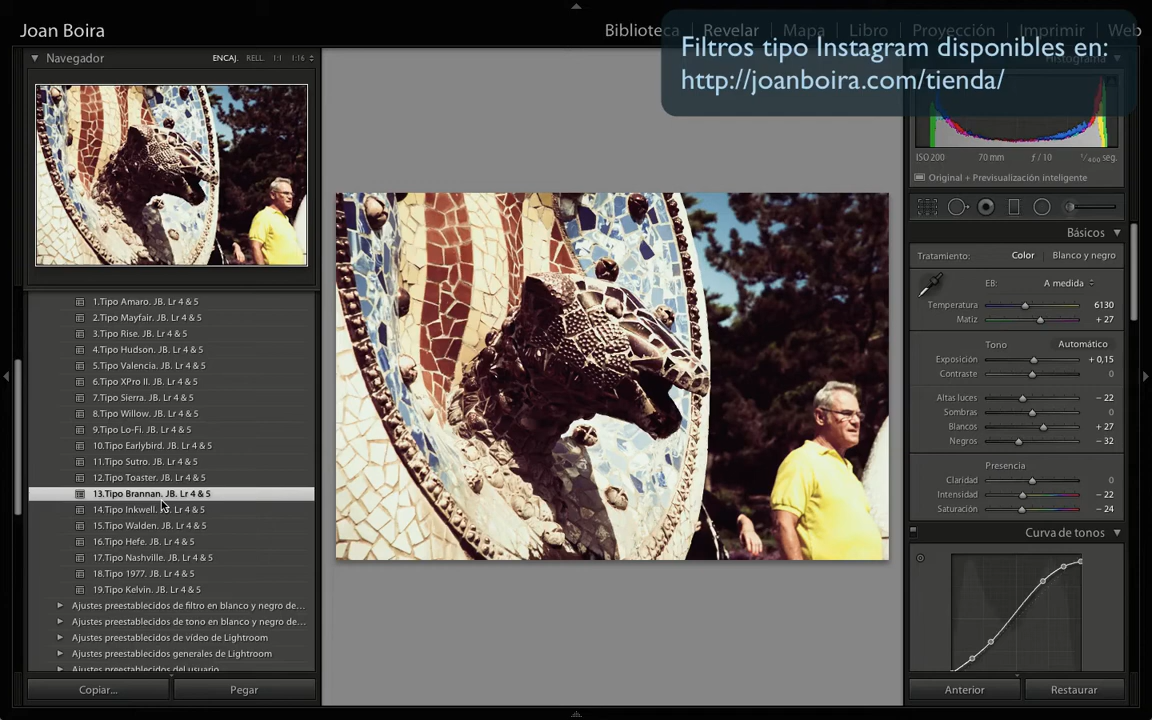 Joan Boira
Biblioteca
Revelar
Mapa
Libro
Proyección
Imprimir
Web
Filtros tipo Instagram disponibles en:
http://joanboira.com/tienda/
Navegador
ENCAJ.
RELL.
1:1
1:16
Histograma
ISO 200
70 mm
ƒ / 10
1/400 seg.
Original + Previsualización inteligente
Básicos
Tratamiento:
Color
Blanco y negro
EB:
A medida
Temperatura
6130
Matiz
+ 27
Tono
Automático
Exposición
+ 0,15
Contraste
0
Altas luces
− 22
Sombras
0
Blancos
+ 27
Negros
− 32
Presencia
Claridad
0
Intensidad
− 22
Saturación
− 24
Curva de tonos
1.Tipo Amaro. JB. Lr 4 & 5
2.Tipo Mayfair. JB. Lr 4 & 5
3.Tipo Rise. JB. Lr 4 & 5
4.Tipo Hudson. JB. Lr 4 & 5
5.Tipo Valencia. JB. Lr 4 & 5
6.Tipo XPro II. JB. Lr 4 & 5
7.Tipo Sierra. JB. Lr 4 & 5
8.Tipo Willow. JB. Lr 4 & 5
9.Tipo Lo-Fi. JB. Lr 4 & 5
10.Tipo Earlybird. JB. Lr 4 & 5
11.Tipo Sutro. JB. Lr 4 & 5
12.Tipo Toaster. JB. Lr 4 & 5
13.Tipo Brannan. JB. Lr 4 & 5
14.Tipo Inkwell. JB. Lr 4 & 5
15.Tipo Walden. JB. Lr 4 & 5
16.Tipo Hefe. JB. Lr 4 & 5
17.Tipo Nashville. JB. Lr 4 & 5
18.Tipo 1977. JB. Lr 4 & 5
19.Tipo Kelvin. JB. Lr 4 & 5
Ajustes preestablecidos de filtro en blanco y negro de...
Ajustes preestablecidos de tono en blanco y negro de...
Ajustes preestablecidos de vídeo de Lightroom
Ajustes preestablecidos generales de Lightroom
Ajustes preestablecidos del usuario
Copiar...
Pegar
Anterior
Restaurar